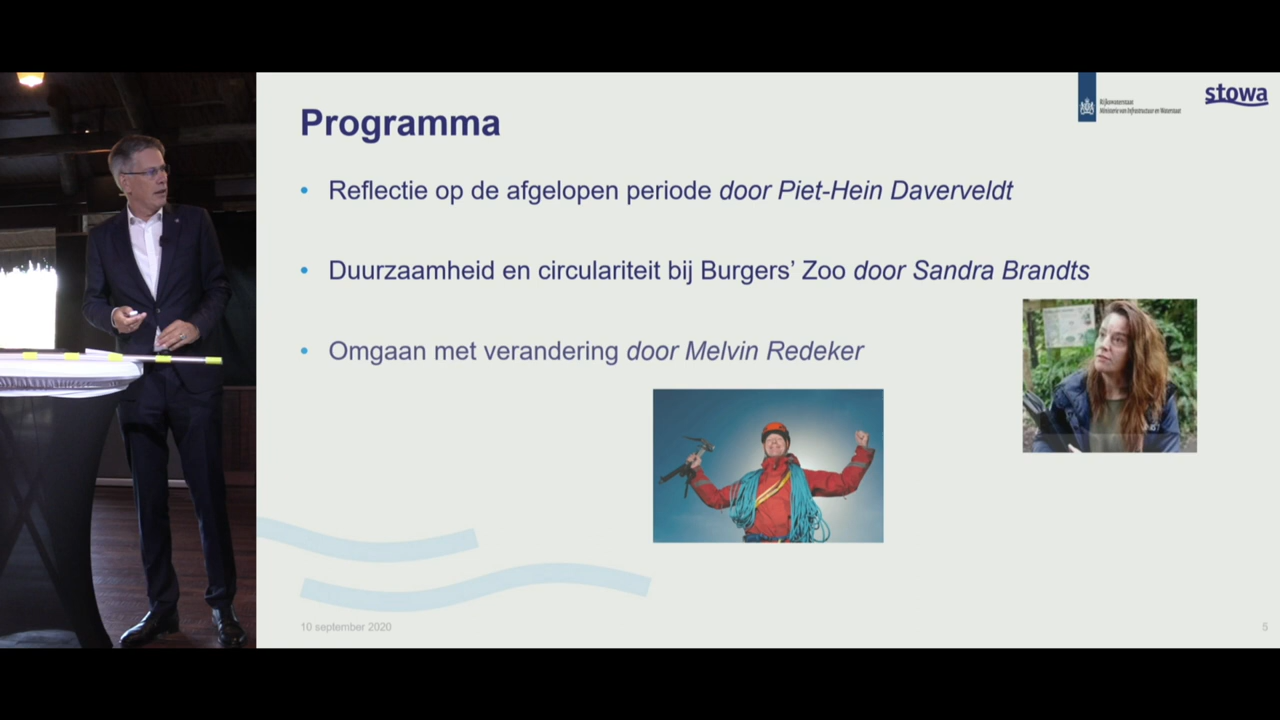 Programma
Rijkswaterstaat
Ministerie van Infrastructuur en Waterstaat
stowa
• Reflectie op de afgelopen periode door Piet-Hein Daverveldt
• Duurzaamheid en circulariteit bij Burgers’ Zoo door Sandra Brandts
• Omgaan met verandering door Melvin Redeker
10 september 2020
5